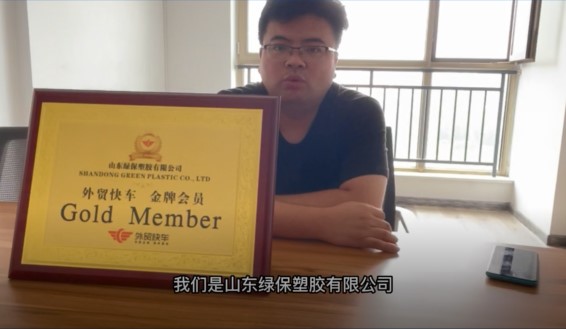 山东绿保塑胶有限公司
SHANDONG GREEN PLASTIC CO., LTD
外贸快车 金牌会员
Gold Member
外贸快车
我们是山东绿保塑胶有限公司